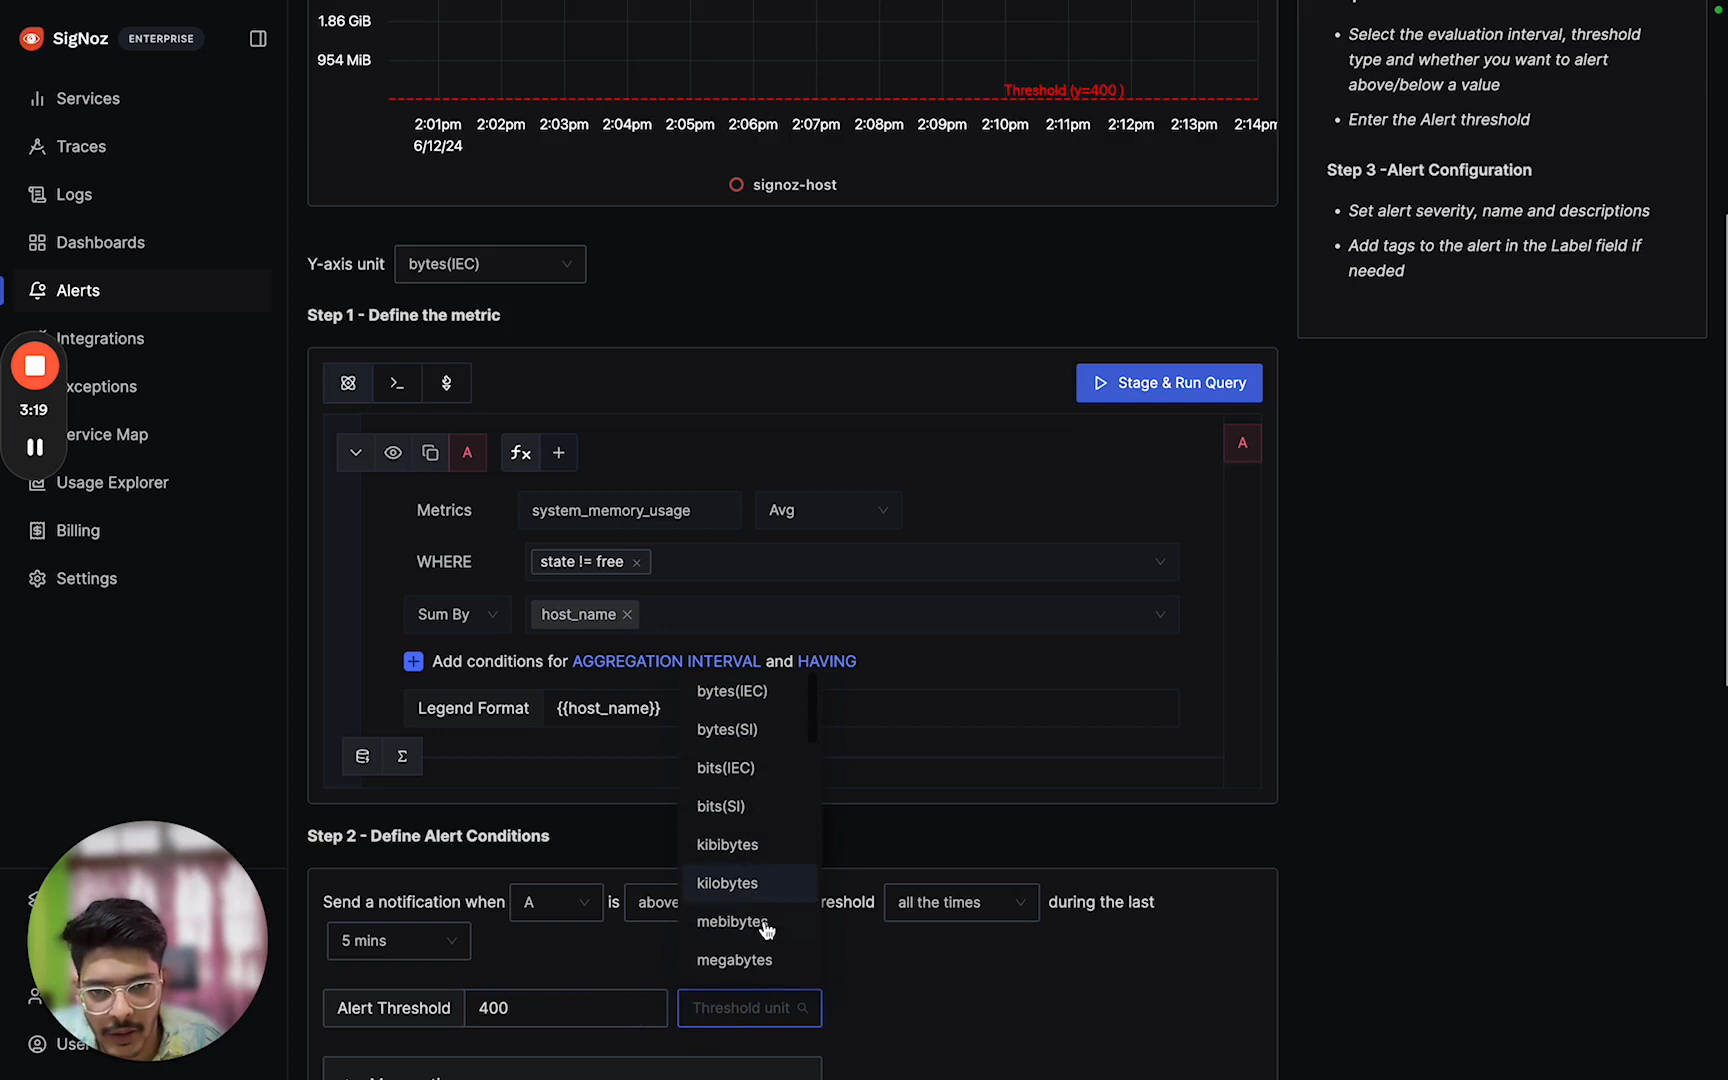 SigNoz
ENTERPRISE
Services
Traces
Logs
Dashboards
Alerts
Integrations
xceptions
ervice Map
Usage Explorer
Billing
Settings
3:19
User
1.86 GiB
954 MiB
Threshold (y=400 )
2:01pm 2:02pm 2:03pm 2:04pm 2:05pm 2:06pm 2:07pm 2:08pm 2:09pm 2:10pm 2:11pm 2:12pm 2:13pm 2:14pm
6/12/24
signoz-host
Y-axis unit bytes(IEC)
Step 1 - Define the metric
Stage & Run Query
A
A
Metrics system_memory_usage Avg
WHERE state != free
Sum By host_name
Add conditions for AGGREGATION INTERVAL and HAVING
Legend Format {{host_name}}
bytes(IEC)
bytes(SI)
bits(IEC)
bits(SI)
kibibytes
kilobytes
mebibytes
megabytes
Step 2 - Define Alert Conditions
Send a notification when A is above reshold all the times during the last
5 mins
Alert Threshold 400 Threshold unit
• Select the evaluation interval, threshold
type and whether you want to alert
above/below a value
• Enter the Alert threshold
Step 3 -Alert Configuration
• Set alert severity, name and descriptions
• Add tags to the alert in the Label field if
needed